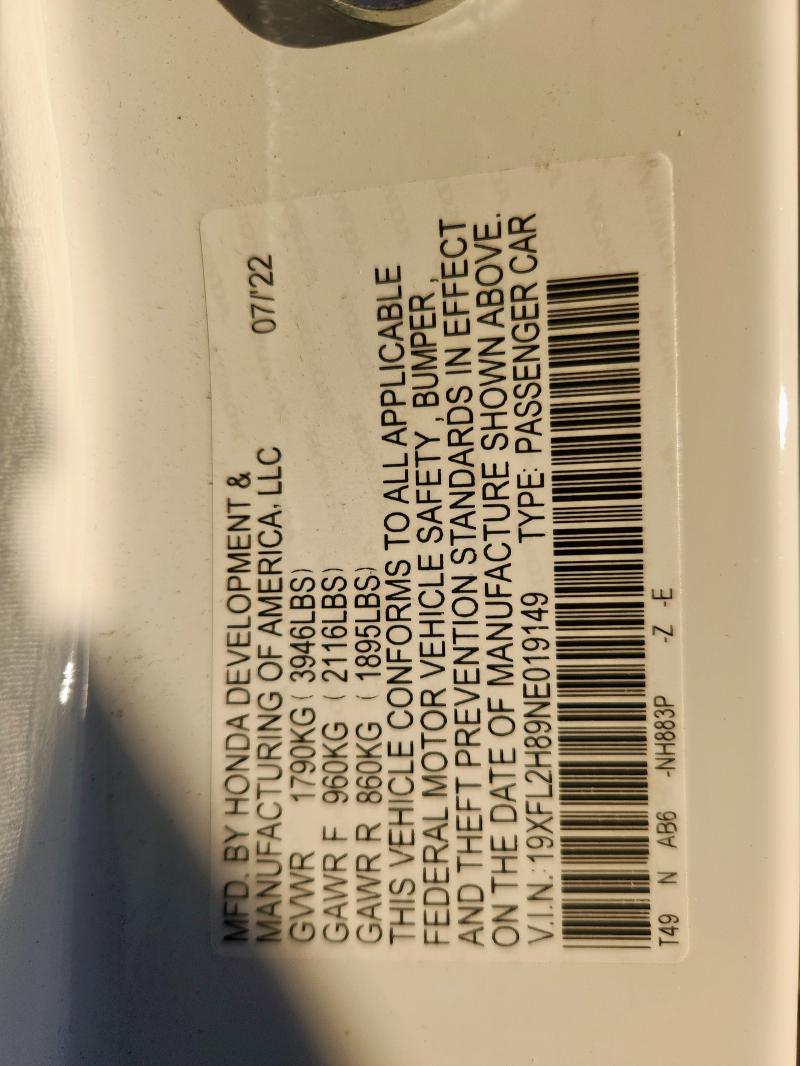 MFD. BY HONDA DEVELOPMENT &
MANUFACTURING OF AMERICA, LLC 07/'22
GVWR 1790KG ( 3946LBS)
GAWR F 960KG ( 2116LBS)
GAWR R 860KG ( 1895LBS)
THIS VEHICLE CONFORMS TO ALL APPLICABLE
FEDERAL MOTOR VEHICLE SAFETY , BUMPER ,
AND THEFT PREVENTION STANDARDS IN EFFECT
ON THE DATE OF MANUFACTURE SHOWN ABOVE.
V.I.N.: 19XFL2H89NE019149 TYPE: PASSENGER CAR
T49 N AB6 -NH883P -Z -E